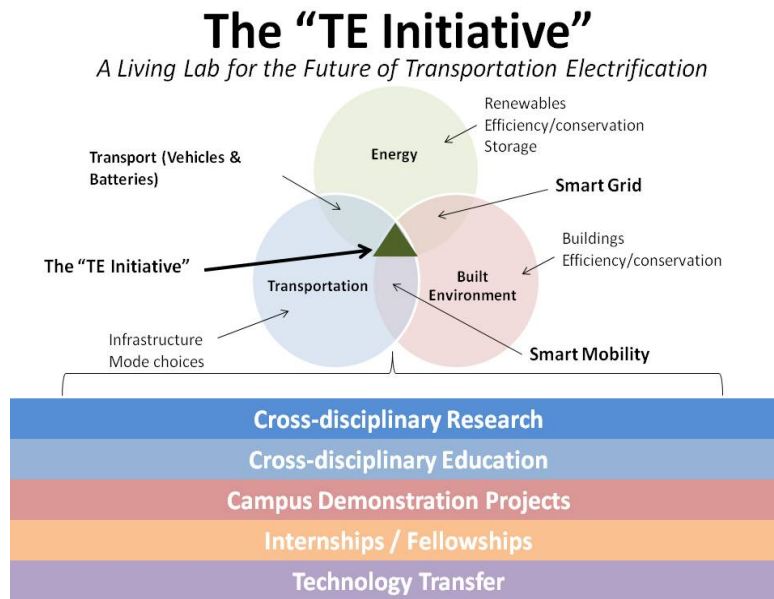 The “TE Initiative”
A Living Lab for the Future of Transportation Electrification
Renewables
Efficiency/conservation
Storage
Energy
Transport (Vehicles &
Batteries)
Smart Grid
Buildings
Efficiency/conservation
The “TE Initiative”
Transportation
Built
Environment
Infrastructure
Mode choices
Smart Mobility
Cross-disciplinary Research
Cross-disciplinary Education
Campus Demonstration Projects
Internships / Fellowships
Technology Transfer